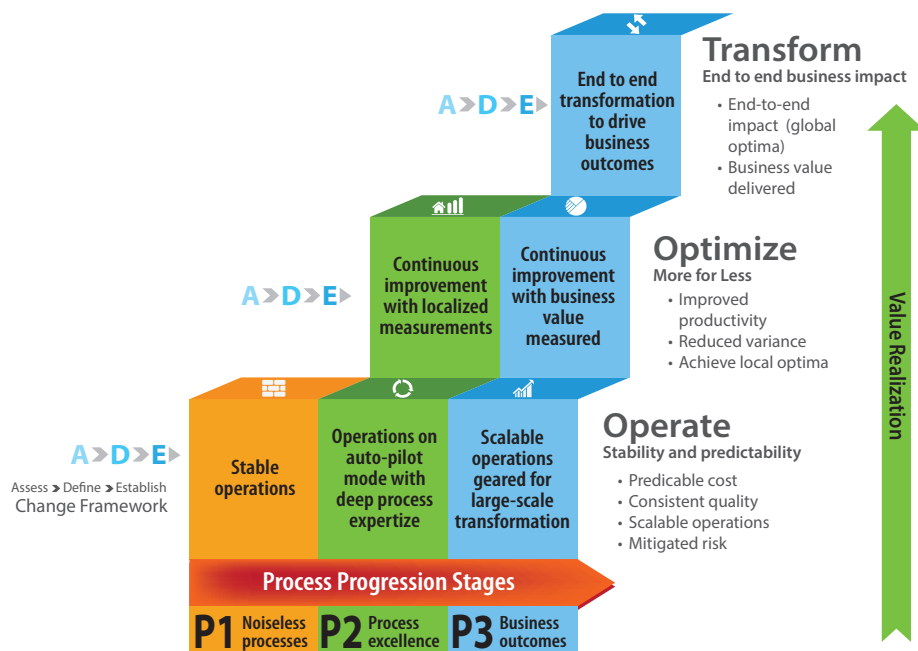 Transform
End to end business impact
• End-to-end
impact (global
optima)
• Business value
delivered
A > D > E >
End to end
transformation
to drive
business
outcomes
Optimize
More for Less
• Improved
productivity
• Reduced variance
• Achieve local optima
A > D > E >
Continuous
improvement
with localized
measurements
Continuous
improvement
with business
value
measured
Operate
Stability and predictability
• Predicable cost
• Consistent quality
• Scalable operations
• Mitigated risk
A > D > E >
Assess > Define > Establish
Change Framework
Stable
operations
Operations on
auto-pilot
mode with
deep process
expertize
Scalable
operations
geared for
large-scale
transformation
Value Realization
Process Progression Stages
P1 Noiseless
processes
P2 Process
excellence
P3 Business
outcomes